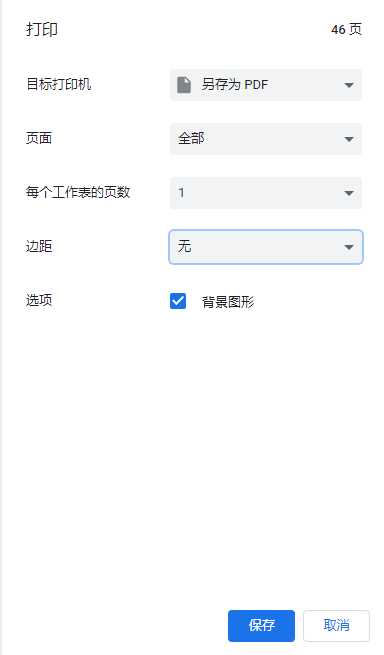 打印 46 页
目标打印机 另存为 PDF
页面 全部
每个工作表的页数 1
边距 无
选项 背景图形
保存 取消